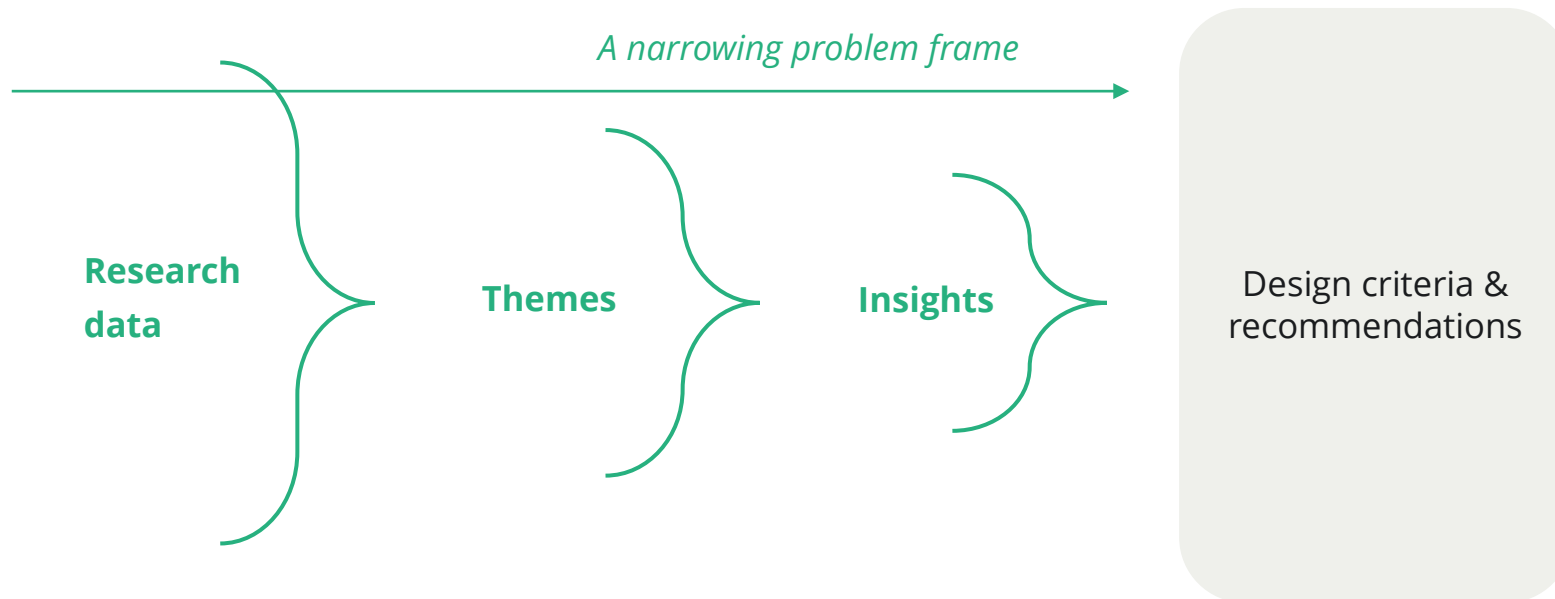 A narrowing problem frame
Research
data
Themes
Insights
Design criteria &
recommendations